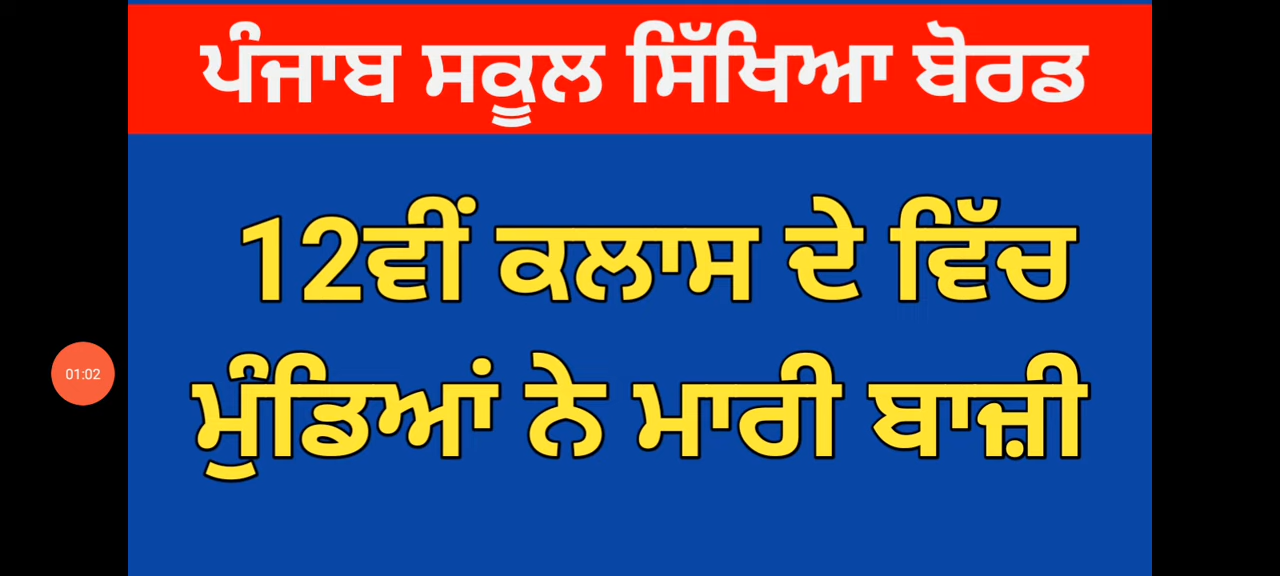 ਪੰਜਾਬ ਸਕੂਲ ਸਿੱਖਿਆ ਬੋਰਡ
12ਵੀਂ ਕਲਾਸ ਦੇ ਵਿੱਚ
01:02
ਮੁੰਡਿਆਂ ਨੇ ਮਾਰੀ ਬਾਜ਼ੀ